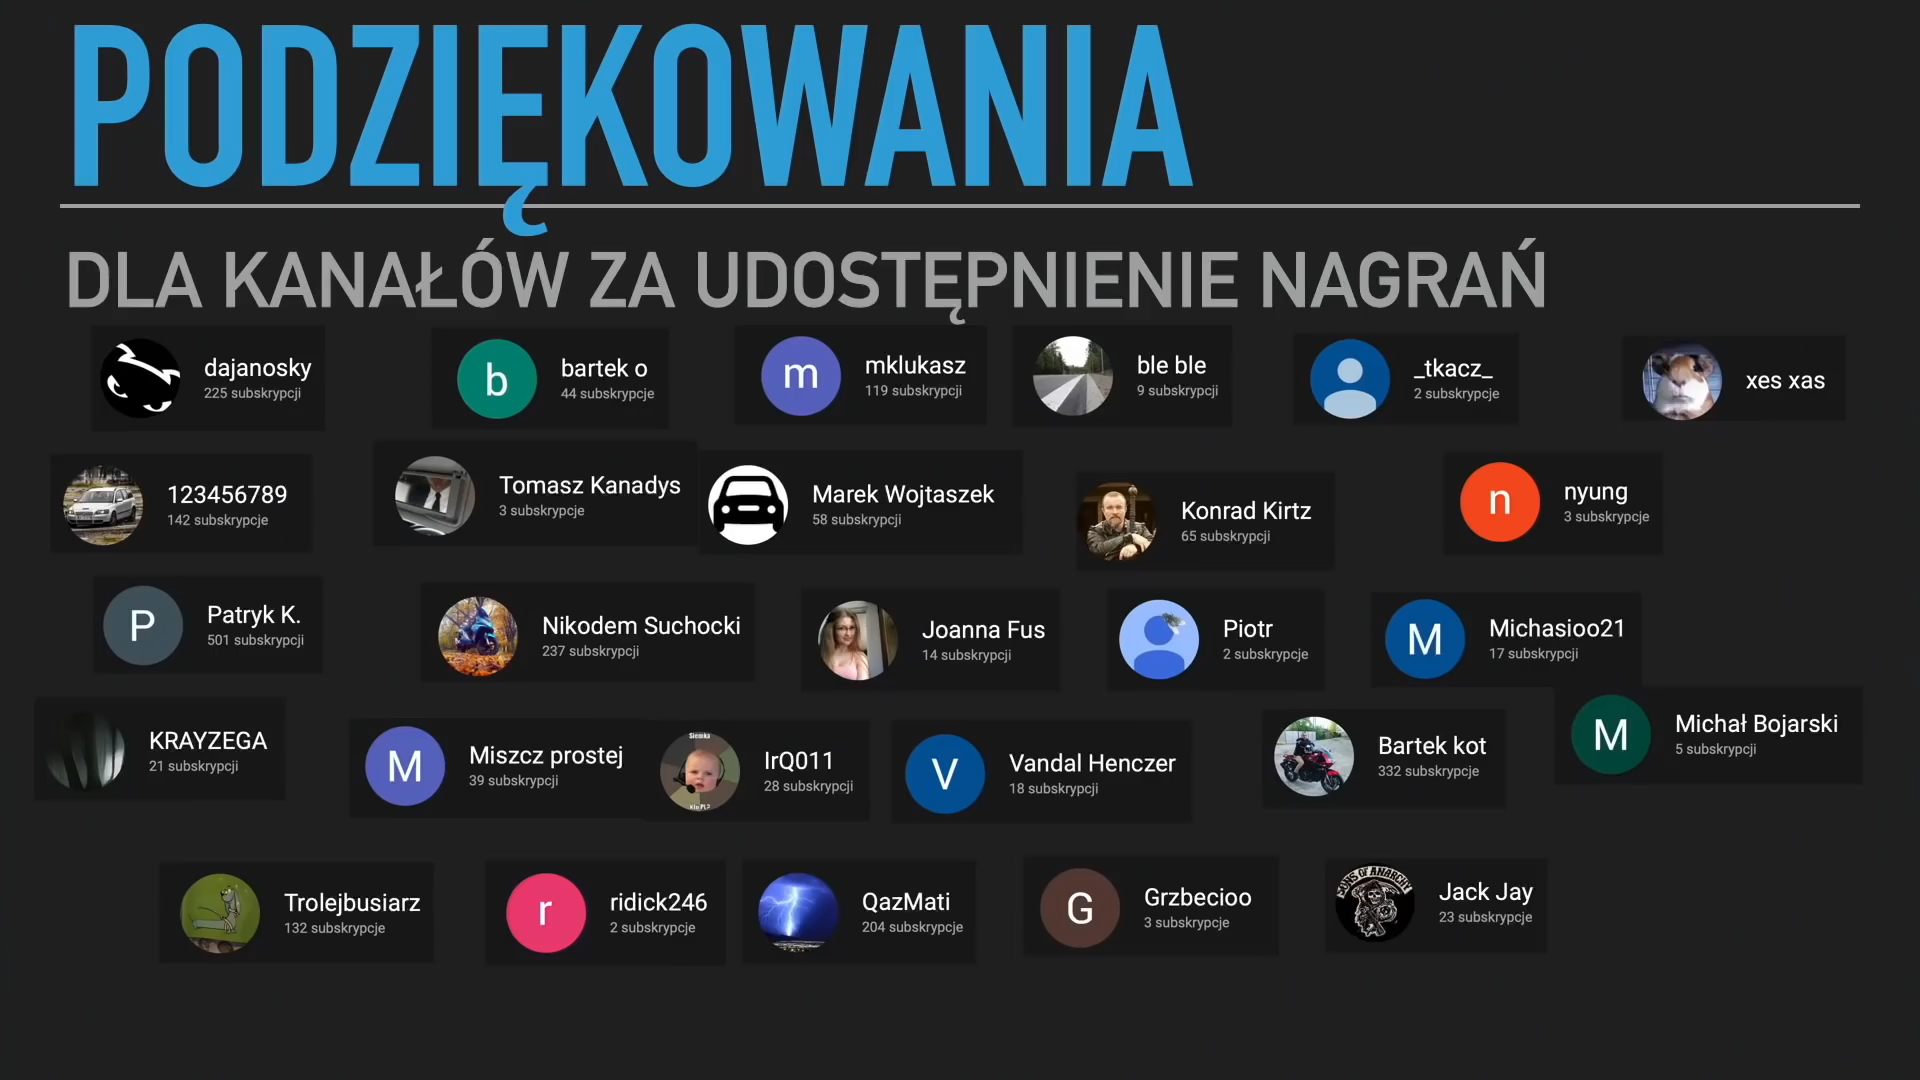 PODZIĘKOWANIA
DLA KANAŁÓW ZA UDOSTĘPNIENIE NAGRAŃ
dajanosky
225 subskrypcji
b
bartek o
44 subskrypcje
m
mklukasz
119 subskrypcji
ble ble
9 subskrypcji
_tkacz_
2 subskrypcje
xes xas
123456789
142 subskrypcje
Tomasz Kanadys
3 subskrypcje
Marek Wojtaszek
58 subskrypcji
Konrad Kirtz
65 subskrypcji
n
nyung
3 subskrypcje
P
Patryk K.
501 subskrypcji
Nikodem Suchocki
237 subskrypcji
Joanna Fus
14 subskrypcji
Piotr
2 subskrypcje
M
Michasioo21
17 subskrypcji
KRAYZEGA
21 subskrypcji
M
Miszcz prostej
39 subskrypcji
Siemka
IrQ011
28 subskrypcji
V
Vandal Henczer
18 subskrypcji
Bartek kot
332 subskrypcje
M
Michał Bojarski
5 subskrypcji
Trolejbusiarz
132 subskrypcje
r
ridick246
2 subskrypcje
QazMati
204 subskrypcje
G
Grzbecioo
3 subskrypcje
SONS OF ANARCHY
Jack Jay
23 subskrypcje